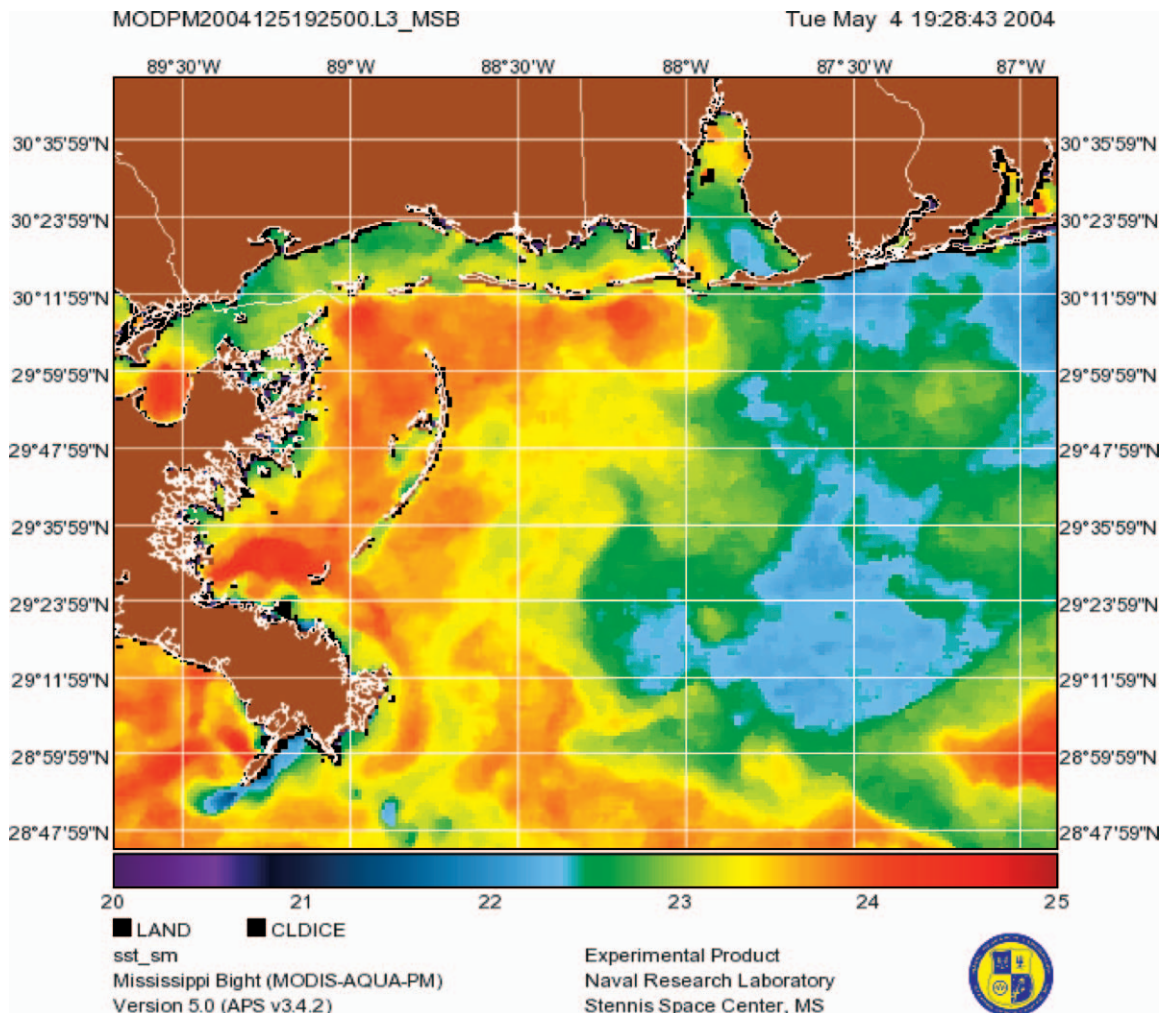 MODPM2004125192500.L3_MSB Tue May 4 19:28:43 2004
89°30'W 89°W 88°30'W 88°W 87°30'W 87°W
30°35'59"N 30°35'59"N
30°23'59"N 30°23'59"N
30°11'59"N 30°11'59"N
29°59'59"N 29°59'59"N
29°47'59"N 29°47'59"N
29°35'59"N 29°35'59"N
29°23'59"N 29°23'59"N
29°11'59"N 29°11'59"N
28°59'59"N 28°59'59"N
28°47'59"N 28°47'59"N
20 21 22 23 24 25
LAND CLDICE
sst_sm Experimental Product
Mississippi Bight (MODIS-AQUA-PM) Naval Research Laboratory
Version 5.0 (APS v3.4.2) Stennis Space Center, MS